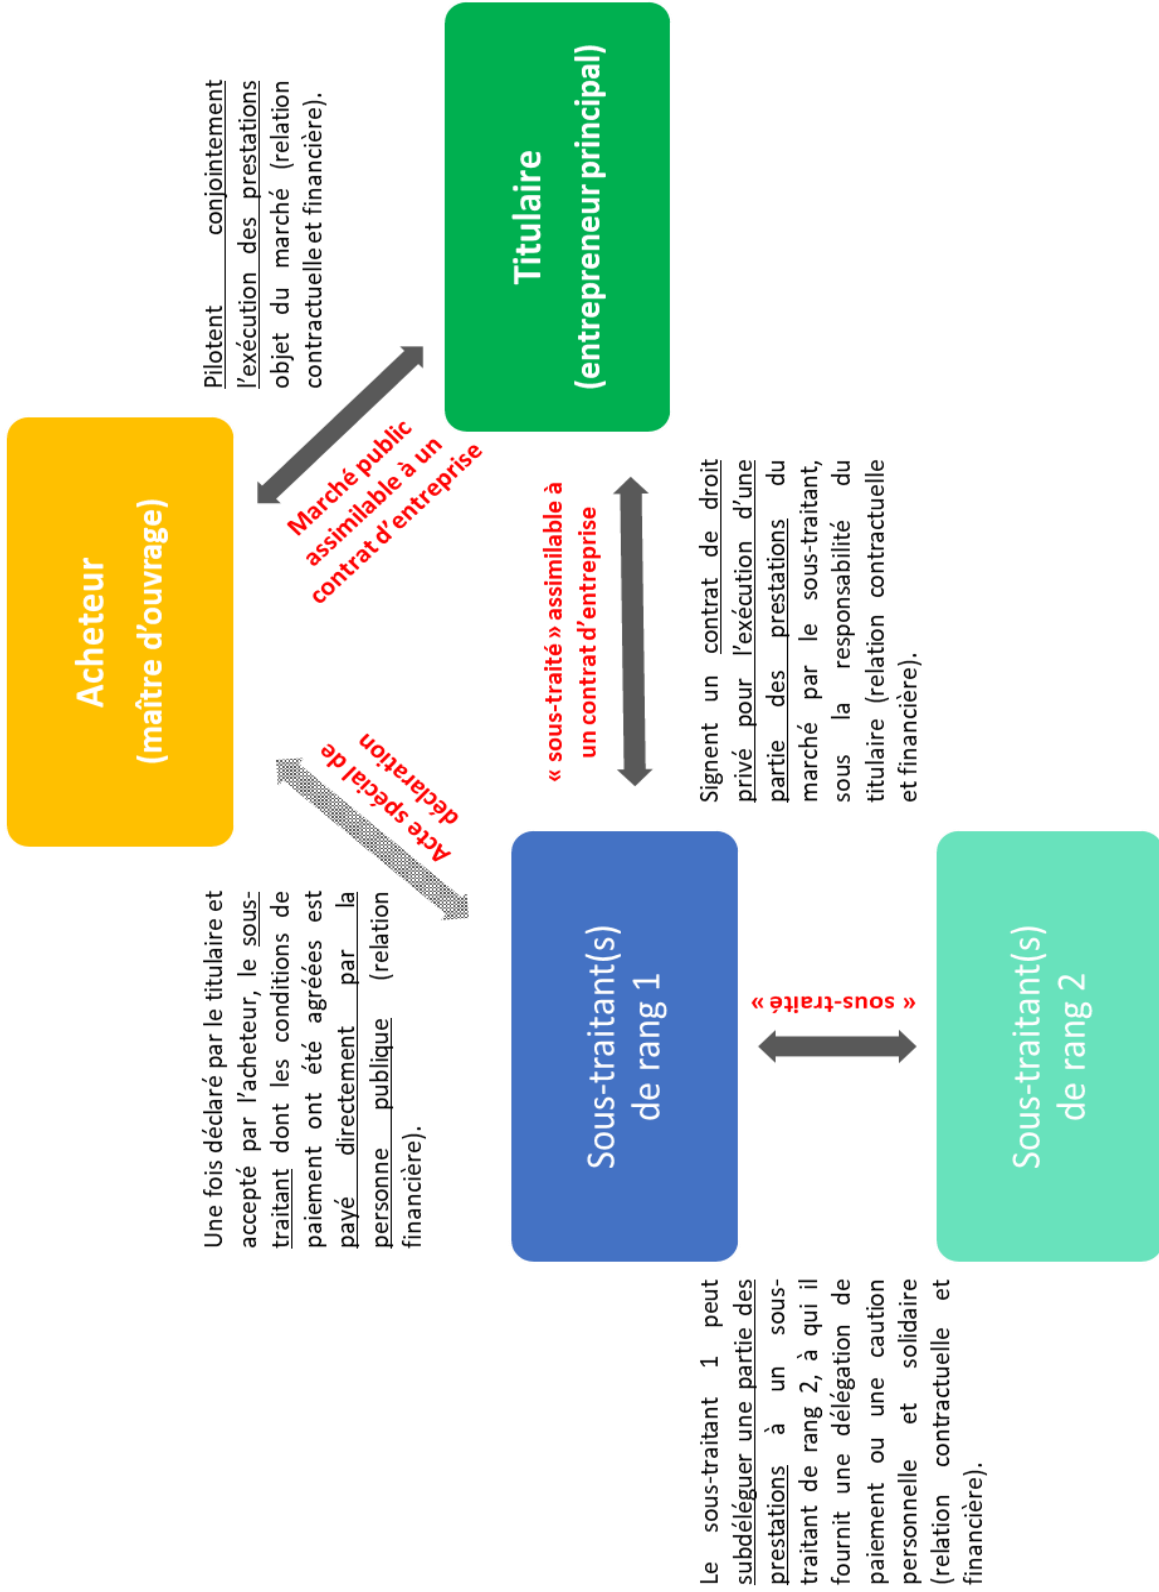 Acheteur
(maître d'ouvrage)
Une fois déclaré par le titulaire et
accepté par l'acheteur, le sous-
traitant dont les conditions de
paiement ont été agréées est
payé directement par la
personne publique (relation
financière).
Acte spécial de
déclaration
Marché public
assimilable à un
contrat d'entreprise
Pilotent conjointement
l'exécution des prestations
objet du marché (relation
contractuelle et financière).
Titulaire
(entrepreneur principal)
« sous-traité » assimilable à
un contrat d'entreprise
Signent un contrat de droit
privé pour l'exécution d'une
partie des prestations du
marché par le sous-traitant,
sous la responsabilité du
titulaire (relation contractuelle
et financière).
Sous-traitant(s)
de rang 1
Le sous-traitant 1 peut
subdéléguer une partie des
prestations à un sous-
traitant de rang 2, à qui il
fournit une délégation de
paiement ou une caution
personnelle et solidaire
(relation contractuelle et
financière).
« sous-traité »
Sous-traitant(s)
de rang 2